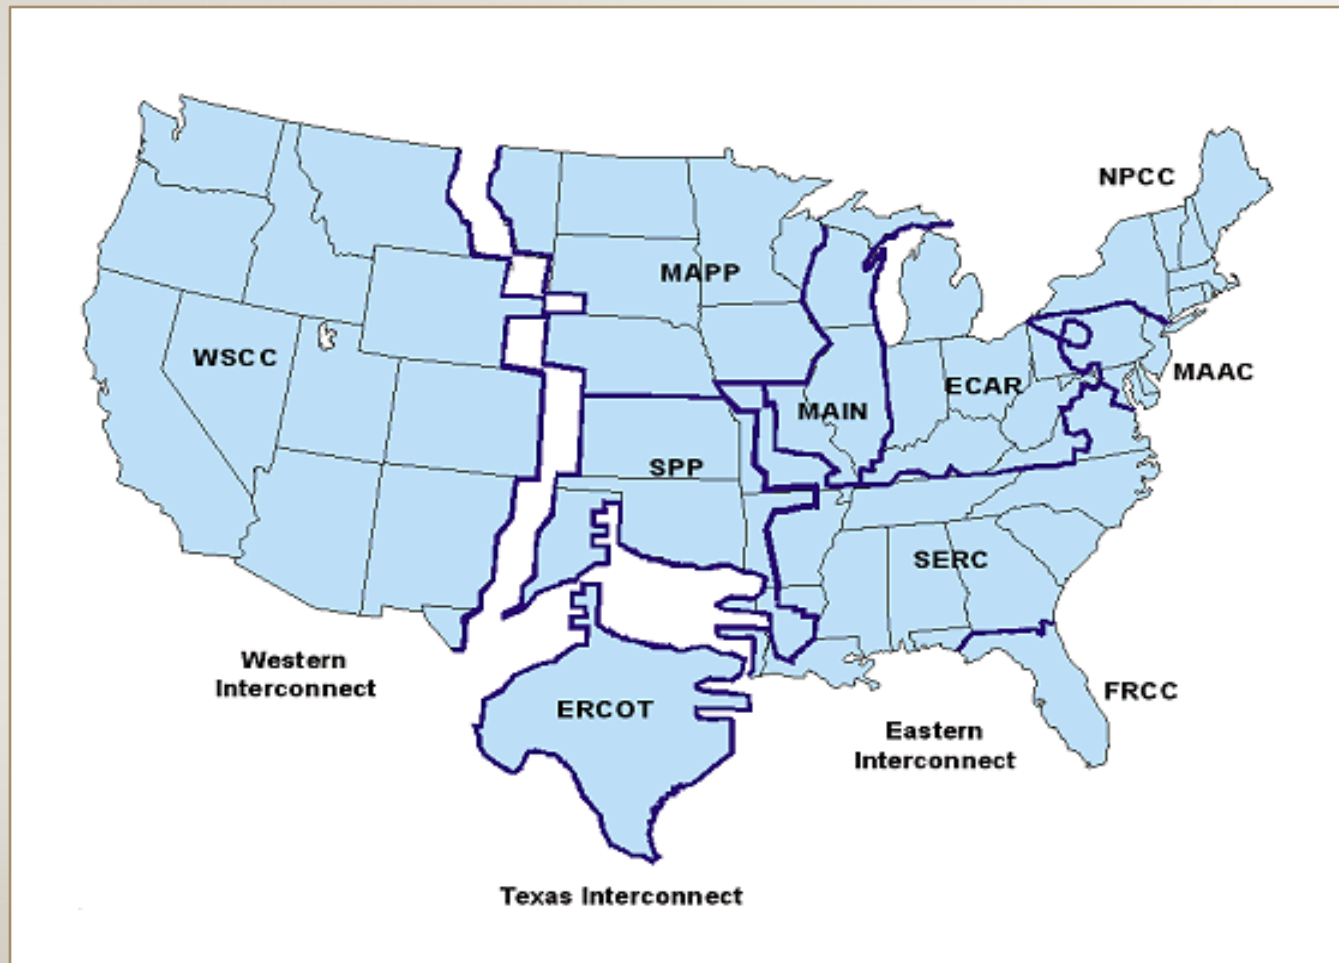 NPCC
MAPP
WSCC
MAAC
ECAR
MAIN
SPP
SERC
Western
Interconnect
FRCC
ERCOT
Eastern
Interconnect
Texas Interconnect